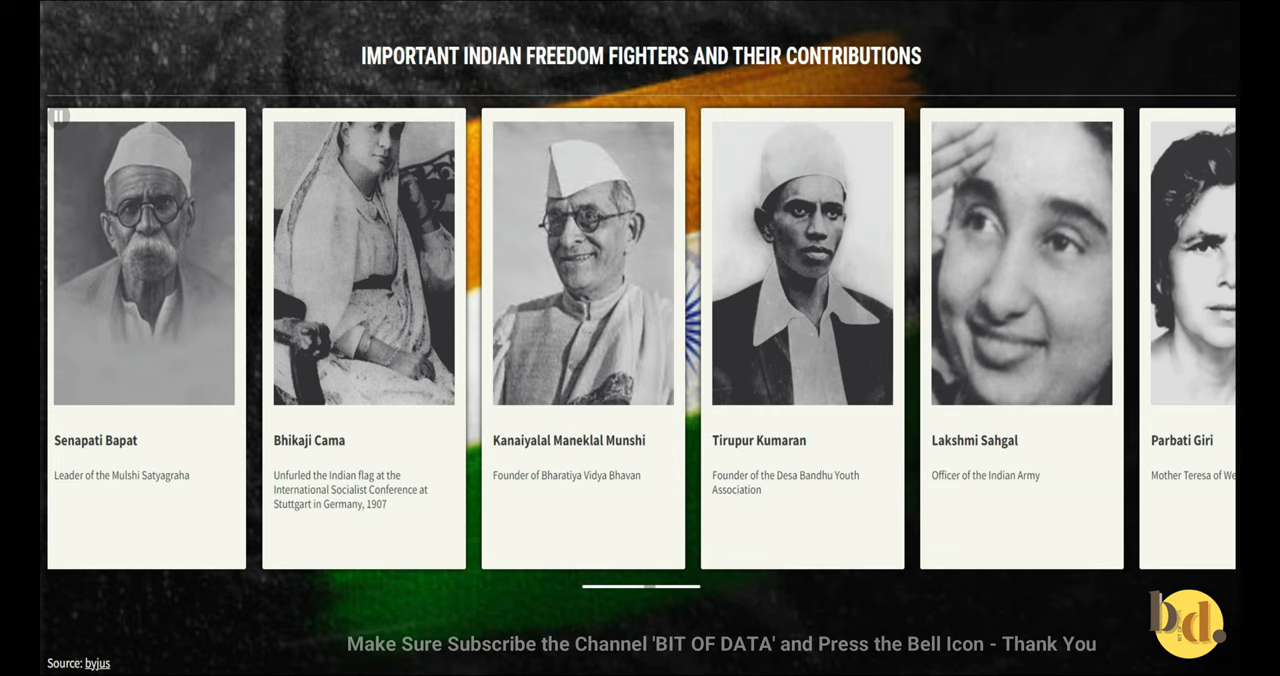 IMPORTANT INDIAN FREEDOM FIGHTERS AND THEIR CONTRIBUTIONS
Senapati Bapat
Leader of the Mulshi Satyagraha
Bhikaji Cama
Unfurled the Indian flag at the
International Socialist Conference at
Stuttgart in Germany, 1907
Kanaiyalal Maneklal Munshi
Founder of Bharatiya Vidya Bhavan
Tirupur Kumaran
Founder of the Desa Bandhu Youth
Association
Lakshmi Sahgal
Officer of the Indian Army
Parbati Giri
Mother Teresa of We
bd.
Make Sure Subscribe the Channel 'BIT OF DATA' and Press the Bell Icon - Thank You
Source: byjus